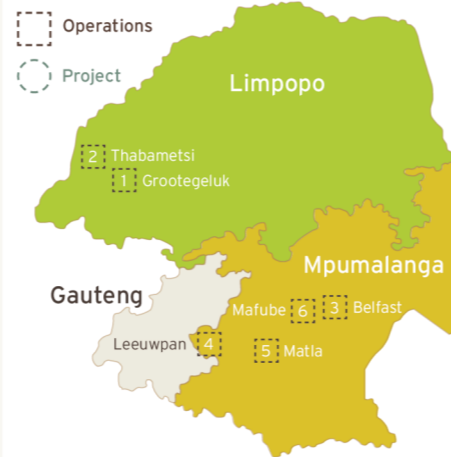 Operations
Project
Limpopo
2 Thabametsi
1 Grootegeluk
Mpumalanga
Gauteng
Mafube 6 3 Belfast
Leeuwpan 4
5 Matla